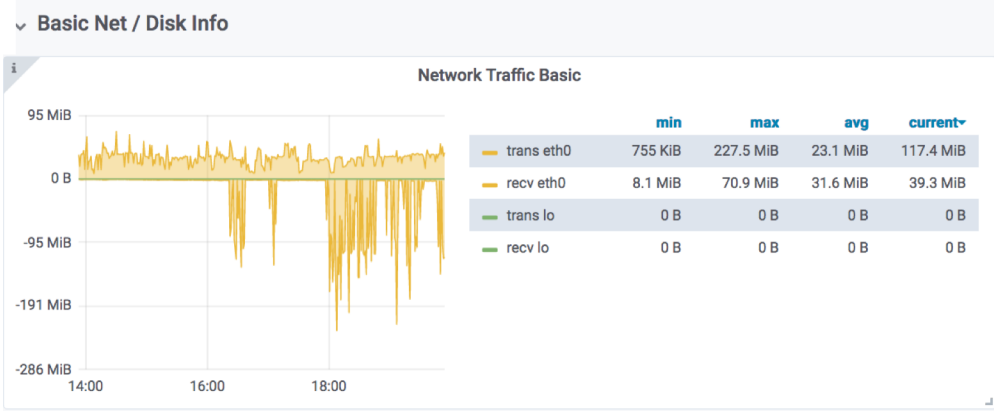 Basic Net / Disk Info
i
Network Traffic Basic
95 MiB
0 B
-95 MiB
-191 MiB
-286 MiB
14:00 16:00 18:00
min max avg current
trans eth0 755 KiB 227.5 MiB 23.1 MiB 117.4 MiB
recv eth0 8.1 MiB 70.9 MiB 31.6 MiB 39.3 MiB
trans lo 0 B 0 B 0 B 0 B
recv lo 0 B 0 B 0 B 0 B